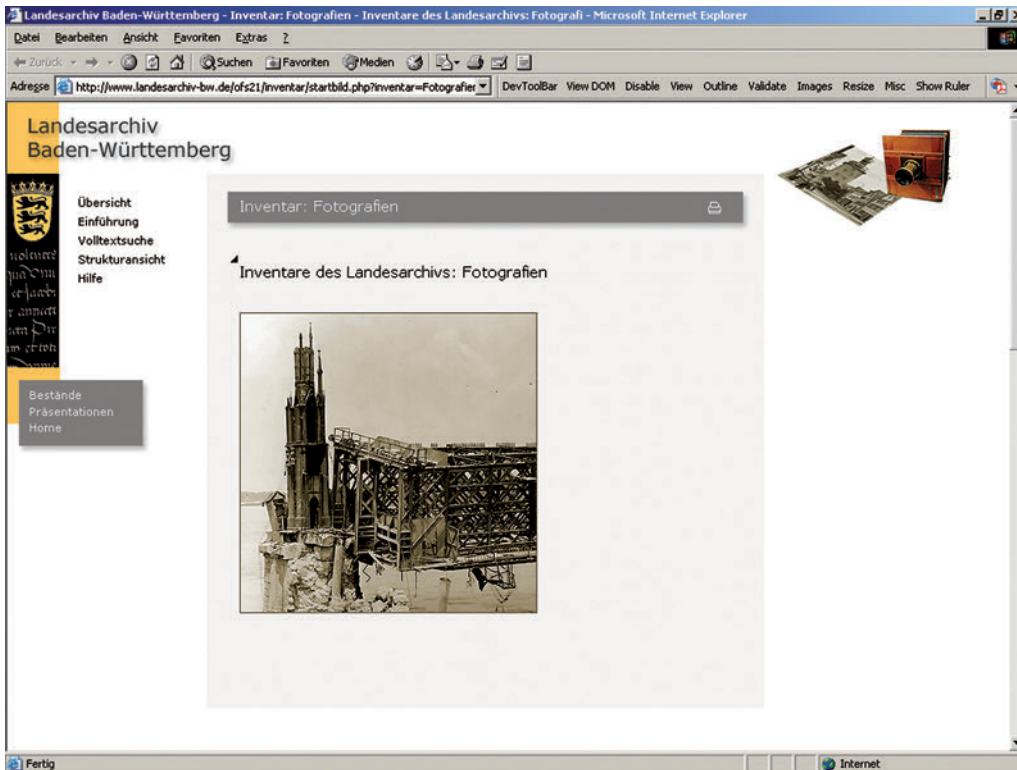 Landesarchiv Baden-Württemberg - Inventar: Fotografien - Inventare des Landesarchivs: Fotografi - Microsoft Internet Explorer
Datei Bearbeiten Ansicht Favoriten Extras ?
Zurück Suchen Favoriten Medien
Adresse http://www.landesarchiv-bw.de/ofs21/inventar/startbild.php?inventar=Fotografier DevToolBar View DOM Disable View Outline Validate Images Resize Misc Show Ruler
Landesarchiv
Baden-Württemberg
Übersicht
Einführung
Volltextsuche
Strukturansicht
Hilfe
Inventar: Fotografien
Inventare des Landesarchivs: Fotografien
Bestände
Präsentationen
Home
Fertig Internet